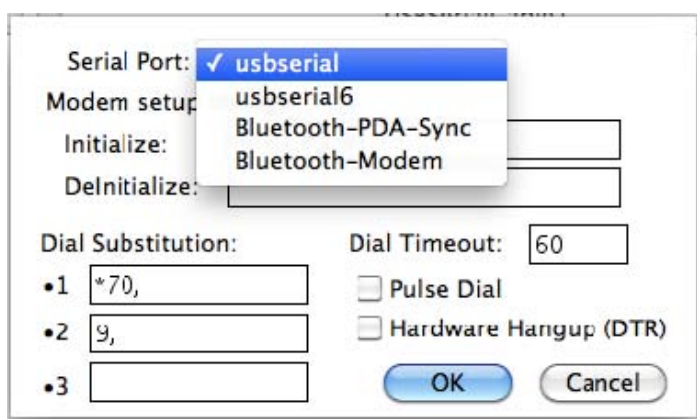 Serial Port: ✓ usbserial
usbserial6
Bluetooth-PDA-Sync
Bluetooth-Modem
Modem setup
Initialize:
DeInitialize:
Dial Substitution:
Dial Timeout: 60
•1 *70,
Pulse Dial
•2 9,
Hardware Hangup (DTR)
•3
OK
Cancel